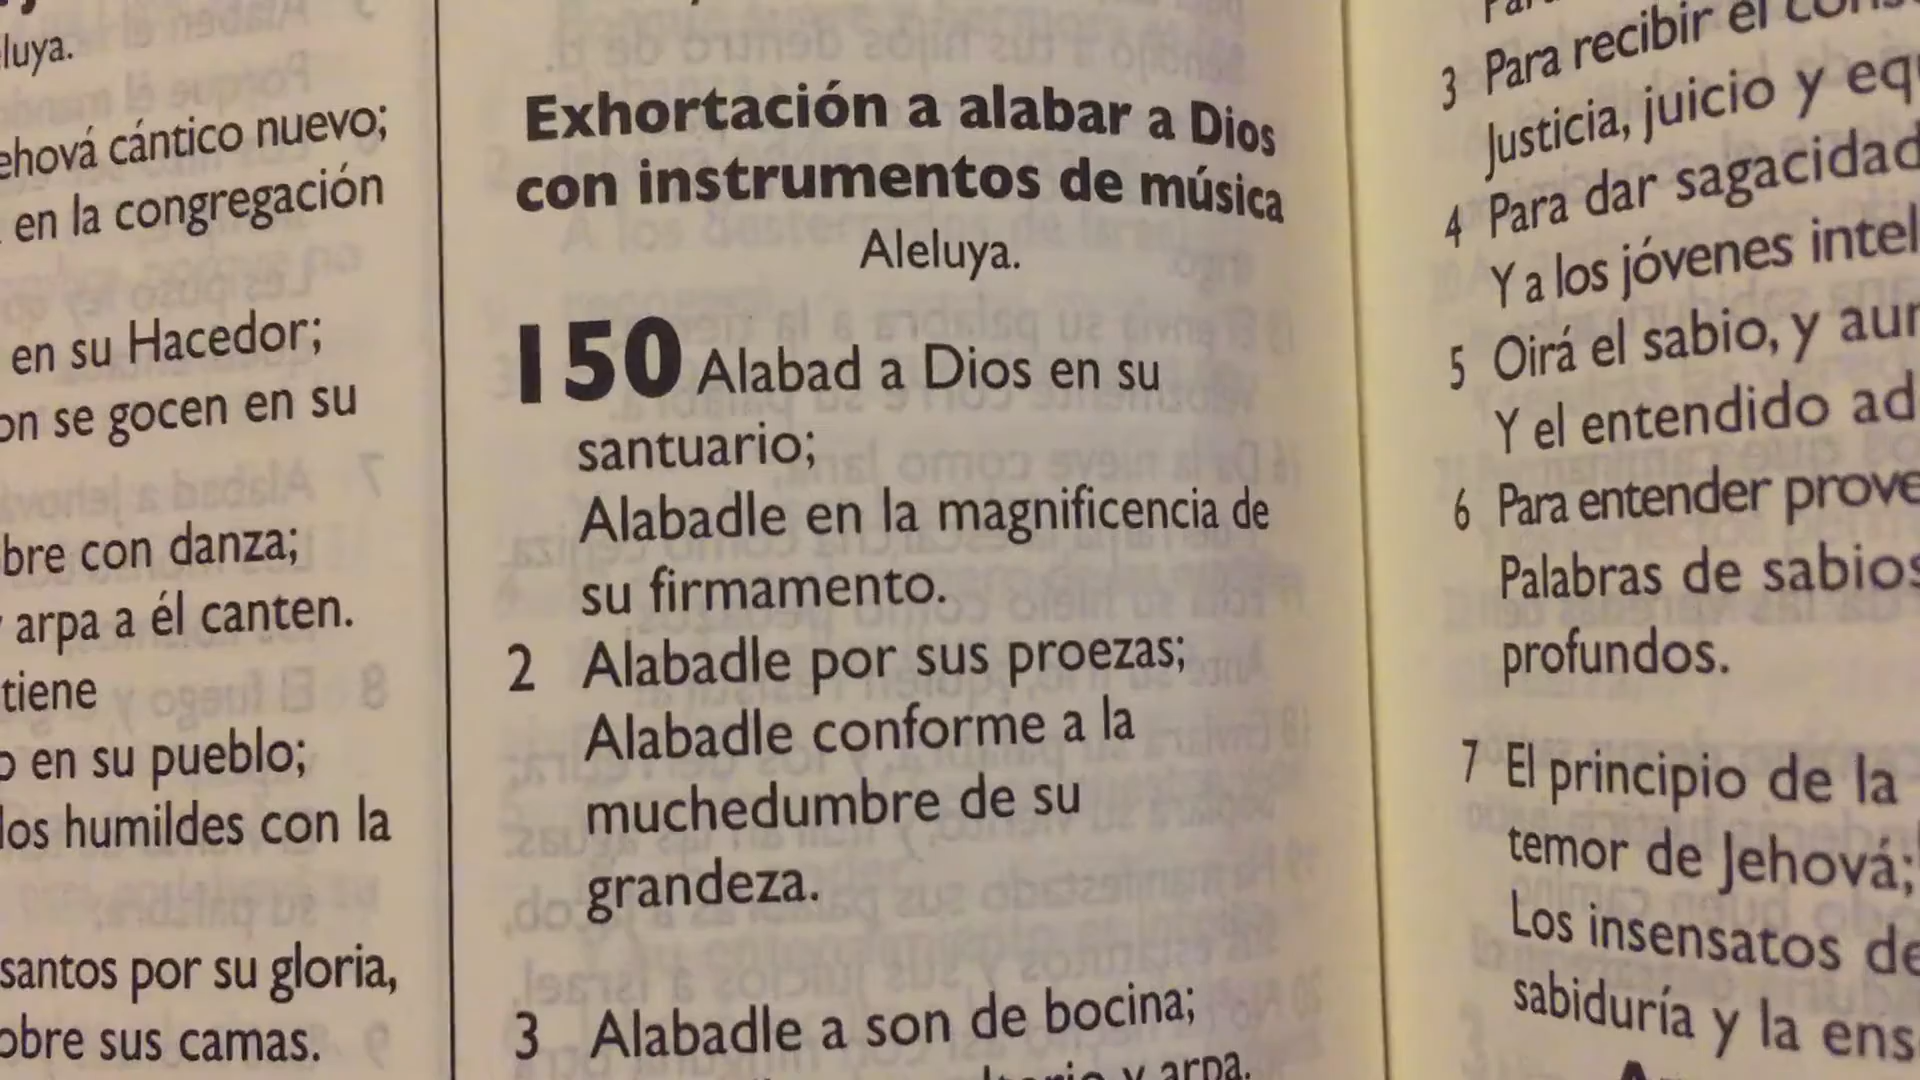 luya.
ehová cántico nuevo;
en la congregación
en su Hacedor;
on se gocen en su
bre con danza;
arpa a él canten.
tiene
o en su pueblo;
los humildes con la
santos por su gloria,
obre sus camas.
Exhortación a alabar a Dios
con instrumentos de música
Aleluya.
150 Alabad a Dios en su
santuario;
Alabadle en la magnificencia de
su firmamento.
2 Alabadle por sus proezas;
Alabadle conforme a la
muchedumbre de su
grandeza.
3 Alabadle a son de bocina;
y arpa.
3 Para recibir el
Justicia, juicio y eq
4 Para dar sagacidad
Y a los jóvenes intel
5 Oirá el sabio, y aum
Y el entendido ad
6 Para entender prove
Palabras de sabios
profundos.
7 El principio de la
temor de Jehová;
Los insensatos de
sabiduría y la ens